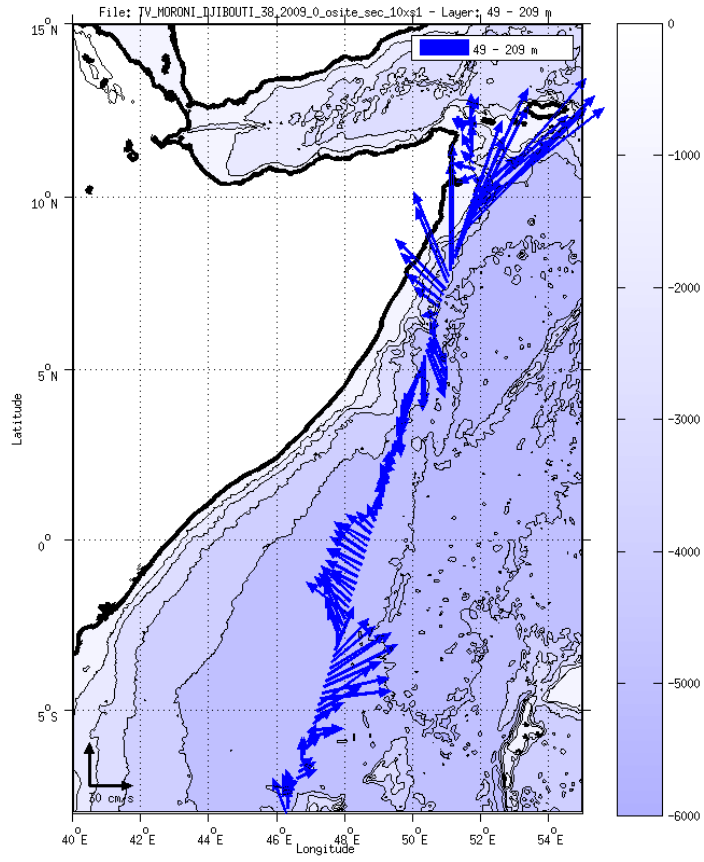 File: TV_MORONI_DJIBOUTI_38_2009_0_osite_sec_10xs1 - Layer: 49 - 209 m
49 - 209 m
15°N
10°N
5°N
0°
5°S
Latitude
30 cm/s
40°E 42°E 44°E 46°E 48°E 50°E 52°E 54°E
Longitude
0
-1000
-2000
-3000
-4000
-5000
-6000